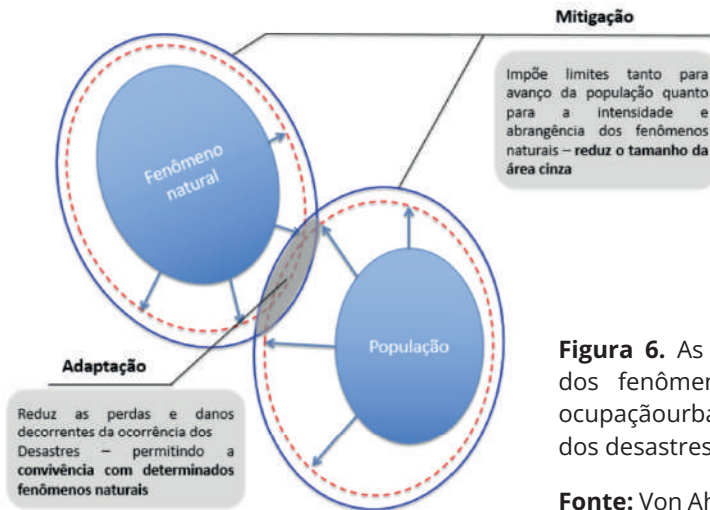 Mitigação
Impõe limites tanto para
avanço da população quanto
para a intensidade e
abrangência dos fenômenos
naturais – reduz o tamanho da
área cinza
Fenômeno
natural
População
Adaptação
Reduz as perdas e danos
decorrentes da ocorrência dos
Desastres – permitindo a
convivência com determinados
fenômenos naturais
Figura 6. As
dos fenômen
ocupaçãourba
dos desastres
Fonte: Von Ah